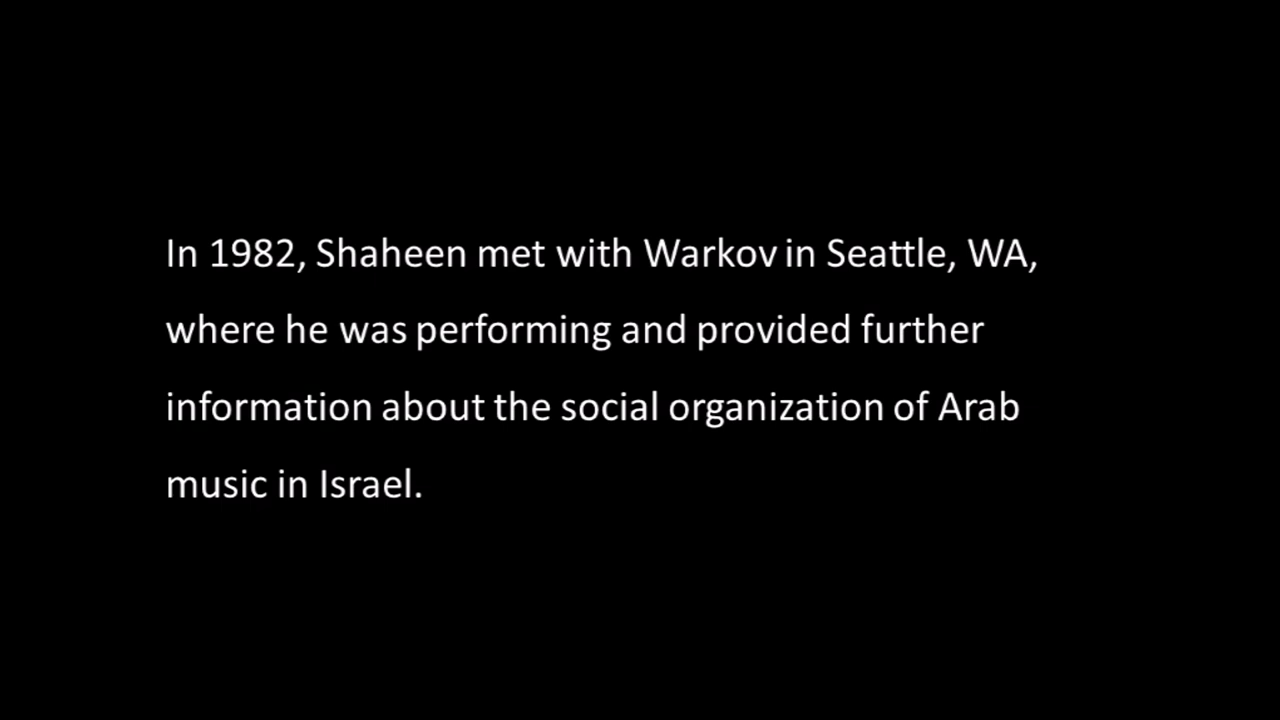 In 1982, Shaheen met with Warkov in Seattle, WA,
where he was performing and provided further
information about the social organization of Arab
music in Israel.